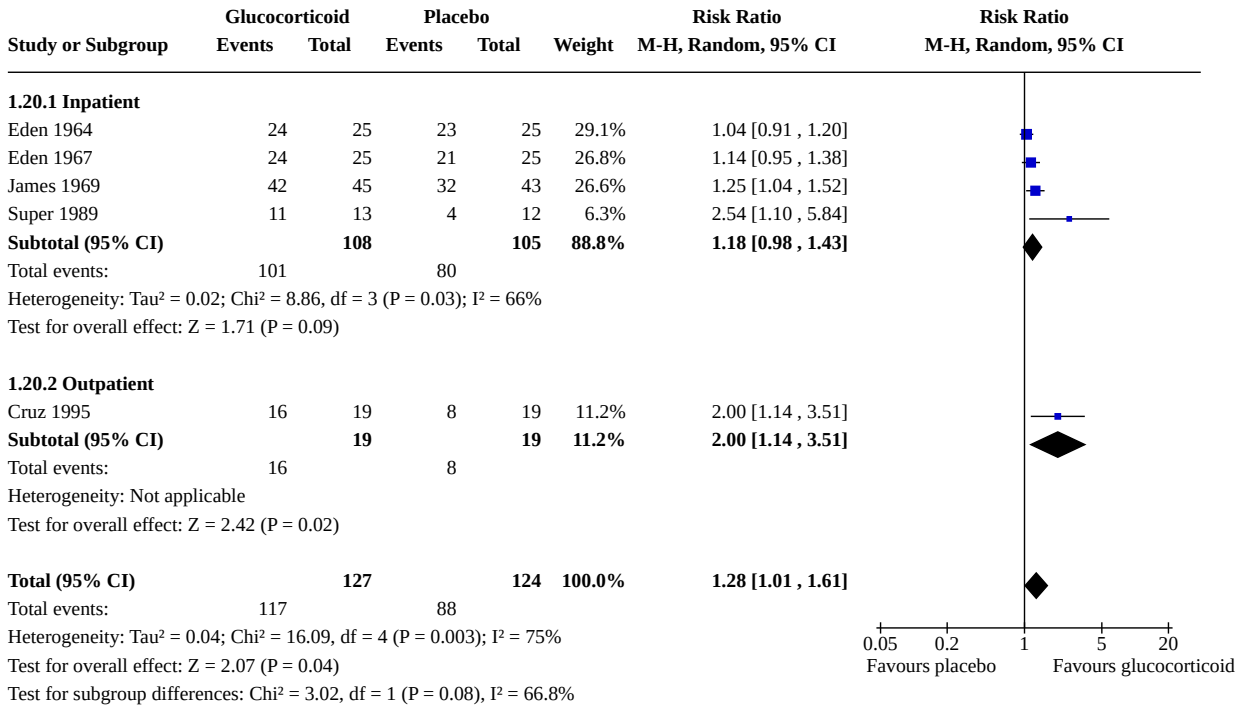 Glucocorticoid Placebo Risk Ratio Risk Ratio
Study or Subgroup Events Total Events Total Weight M-H, Random, 95% CI M-H, Random, 95% CI
1.20.1 Inpatient
Eden 1964 24 25 23 25 29.1% 1.04 [0.91 , 1.20]
Eden 1967 24 25 21 25 26.8% 1.14 [0.95 , 1.38]
James 1969 42 45 32 43 26.6% 1.25 [1.04 , 1.52]
Super 1989 11 13 4 12 6.3% 2.54 [1.10 , 5.84]
Subtotal (95% CI) 108 105 88.8% 1.18 [0.98 , 1.43]
Total events: 101 80
Heterogeneity: Tau² = 0.02; Chi² = 8.86, df = 3 (P = 0.03); I² = 66%
Test for overall effect: Z = 1.71 (P = 0.09)
1.20.2 Outpatient
Cruz 1995 16 19 8 19 11.2% 2.00 [1.14 , 3.51]
Subtotal (95% CI) 19 19 11.2% 2.00 [1.14 , 3.51]
Total events: 16 8
Heterogeneity: Not applicable
Test for overall effect: Z = 2.42 (P = 0.02)
Total (95% CI) 127 124 100.0% 1.28 [1.01 , 1.61]
Total events: 117 88
Heterogeneity: Tau² = 0.04; Chi² = 16.09, df = 4 (P = 0.003); I² = 75%
0.05 0.2 1 5 20
Test for overall effect: Z = 2.07 (P = 0.04) Favours placebo Favours glucocorticoid
Test for subgroup differences: Chi² = 3.02, df = 1 (P = 0.08), I² = 66.8%